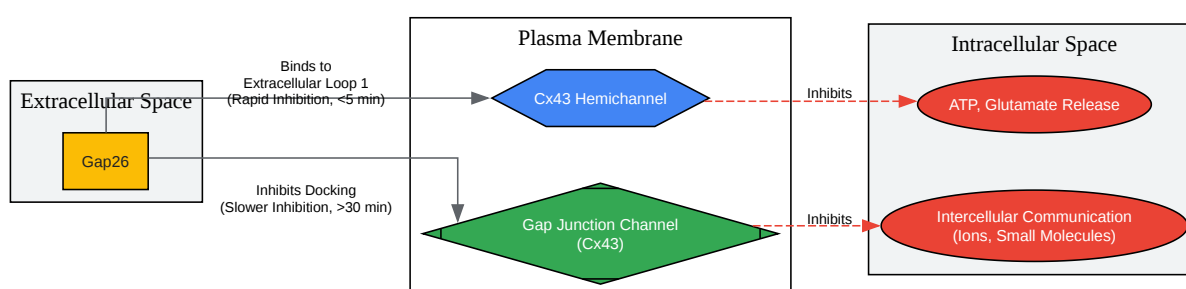 Extracellular Space
Gap26
Binds to
Extracellular Loop 1
(Rapid Inhibition, <5 min)
Inhibits Docking
(Slower Inhibition, >30 min)
Plasma Membrane
Cx43 Hemichannel
Gap Junction Channel
(Cx43)
Inhibits
Inhibits
Intracellular Space
ATP, Glutamate Release
Intercellular Communication
(Ions, Small Molecules)